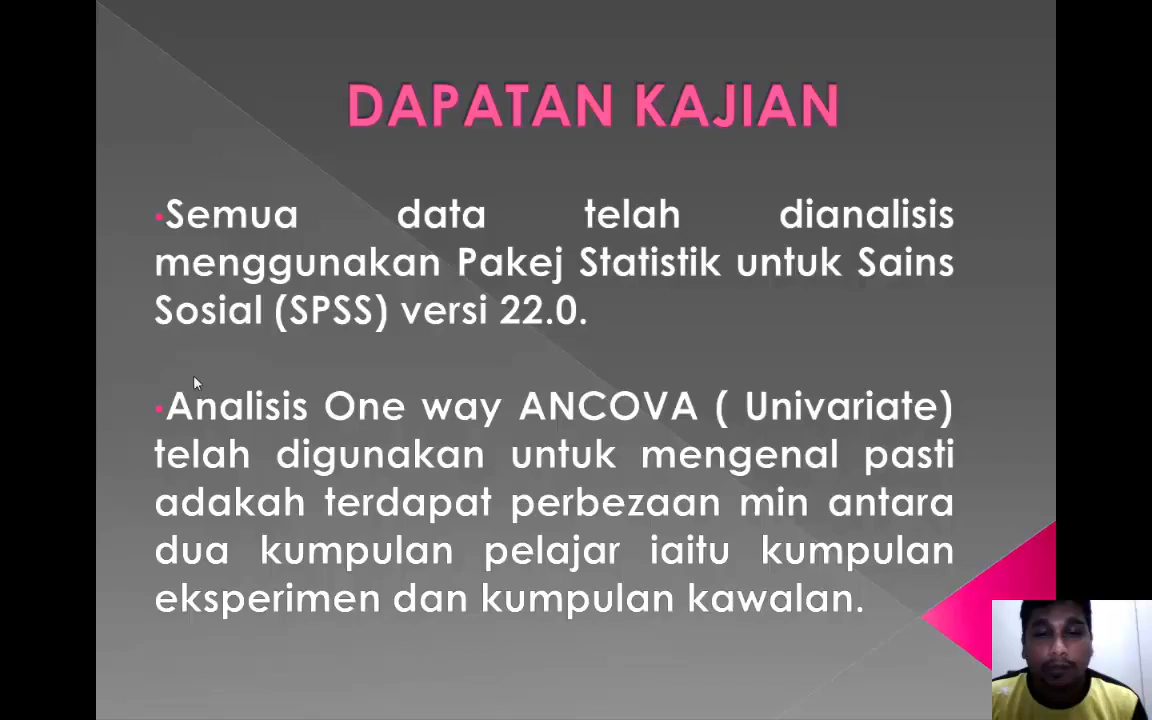 DAPATAN KAJIAN
•Semua data telah dianalisis
menggunakan Pakej Statistik untuk Sains
Sosial (SPSS) versi 22.0.
•Analisis One way ANCOVA ( Univariate)
telah digunakan untuk mengenal pasti
adakah terdapat perbezaan min antara
dua kumpulan pelajar iaitu kumpulan
eksperimen dan kumpulan kawalan.